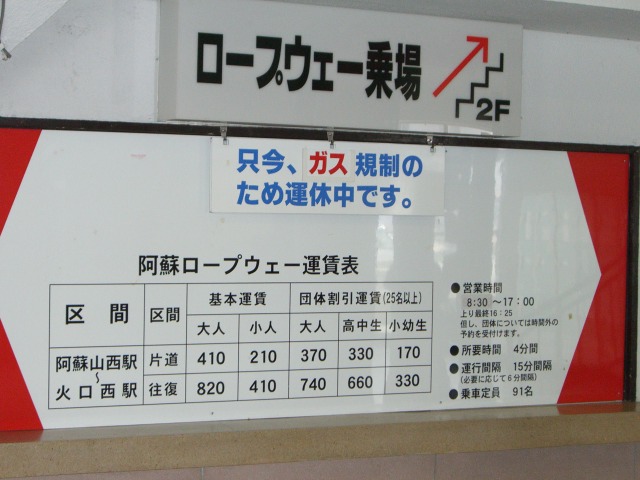 ロープウェー乗場
2F
只今、ガス規制の
ため運休中です。
阿蘇ロープウェー運賃表
区間 区間 基本運賃 団体割引運賃(25名以上)
大人 小人 大人 高中生 小幼生
阿蘇山西駅 片道 410 210 370 330 170
〜
火口西駅 往復 820 410 740 660 330
● 営業時間
8:30 〜17:00
上り最終16:25
但し、団体については時間外の
予約を受付けます。
● 所要時間 4分間
● 運行間隔 15分間隔
(必要に応じて6分間隔)
● 乗車定員 91名